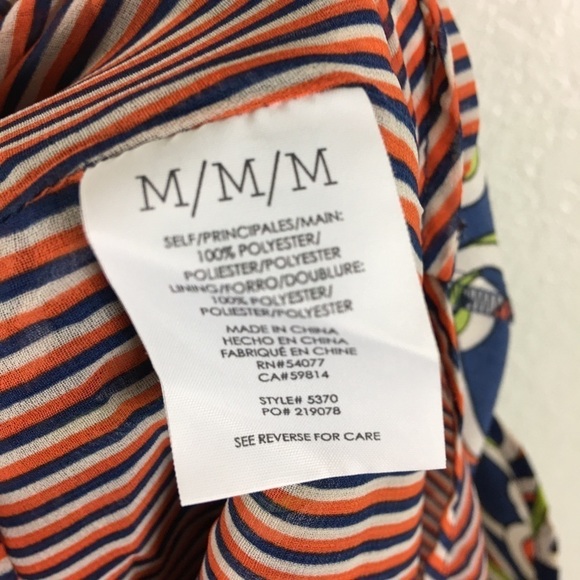 M/M/M
SELF/PRINCIPALES/MAIN:
100% POLYESTER/
POLIESTER/POLYESTER
LINING/FORRO/DOUBLURE:
100% POLYESTER/
POLIESTER/POLYESTER
MADE IN CHINA
HECHO EN CHINA
FABRIQUÉ EN CHINE
RN#54077
CA#59814
STYLE# 5370
PO# 219078
SEE REVERSE FOR CARE